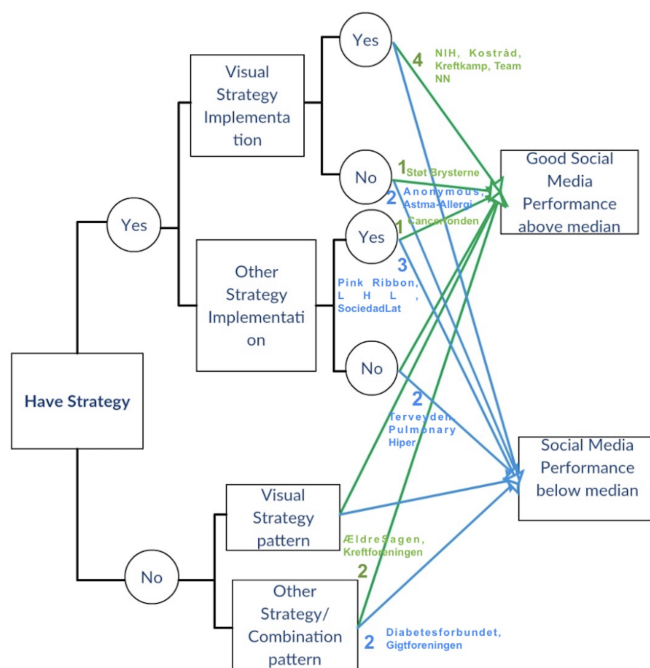 Yes
4 NIH, Kostråd,
Kreftkamp, Team
NN
Visual
Strategy
Implementa
tion
Good Social
Media
Performance
above median
No
1 Støt Brysterne
2 Anonymous,
Astma-Allergi
1 Cancerfonden
Yes
Yes
3
Pink Ribbon,
L H L ,
SociedadLat
Other
Strategy
Implementati
on
No
Have Strategy
2
Terveyden,
Pulmonary
Hiper
Social Media
Performance
below median
Visual
Strategy
pattern
ÆldreSagen,
Kreftforeningen
2
No
Other
Strategy/
Combination
pattern
2 Diabetesforbundet,
Gigtforeningen